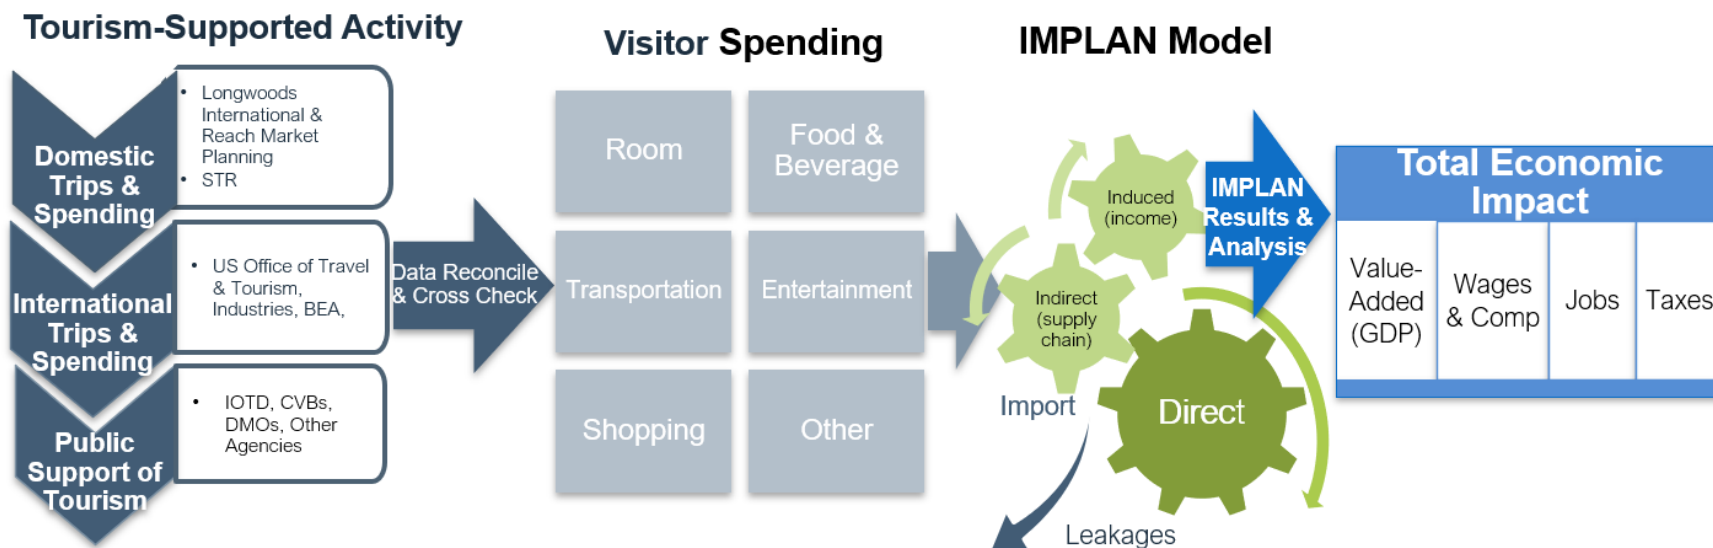 Tourism-Supported Activity
Domestic
Trips &
Spending
• Longwoods
International &
Reach Market
Planning
• STR
International
Trips &
Spending
• US Office of Travel
& Tourism,
Industries, BEA,
Public
Support of
Tourism
• IOTD, CVBs,
DMOs, Other
Agencies
Data Reconcile
& Cross Check
Visitor Spending
Room
Food &
Beverage
Transportation
Entertainment
Shopping
Other
IMPLAN Model
Induced
(income)
Indirect
(supply
chain)
Direct
Import
Leakages
IMPLAN
Results &
Analysis
Total Economic
Impact
Value-
Added
(GDP)
Wages
& Comp
Jobs
Taxes